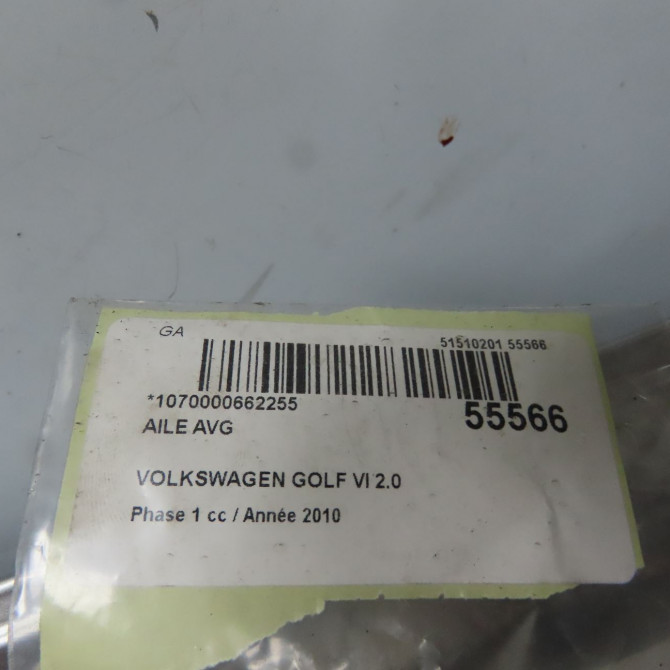 GA
51510201 55566
*1070000662255
55566
AILE AVG
VOLKSWAGEN GOLF VI 2.0
Phase 1 cc / Année 2010